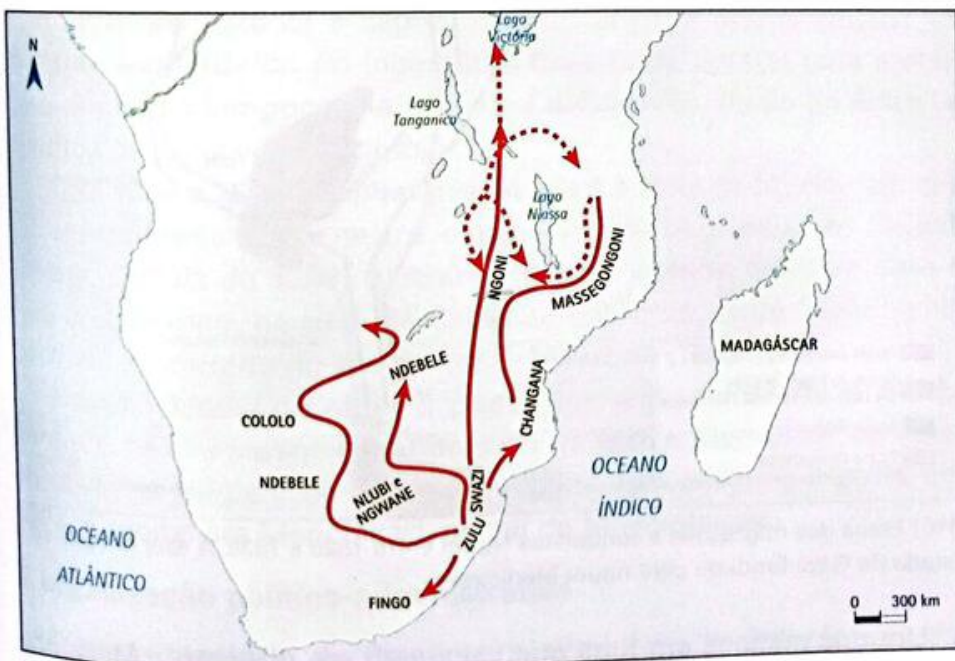 N
Lago
Victória
Lago
Tanganica
Lago
Niassa
NGONI
MASSEGONGONI
MADAGÁSCAR
NDEBELE
COLOLO
CHANGANA
NDEBELE
NLUBI e
NGWANE
ZULU SWAZI
OCEANO
ÍNDICO
OCEANO
ATLÂNTICO
FINGO
0 300 km